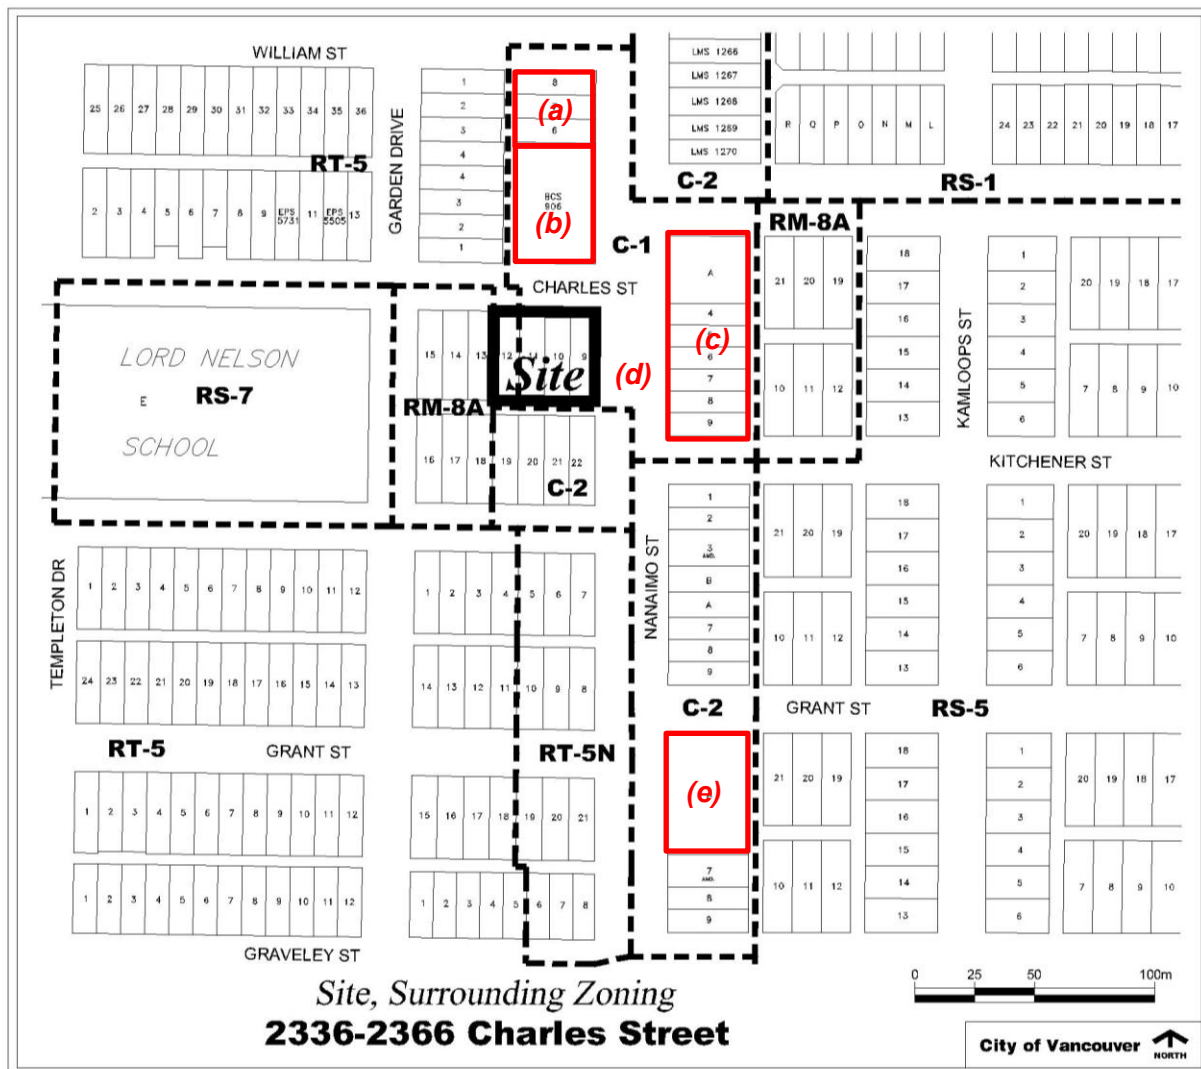 WILLIAM ST
25 26 27 28 29 30 31 32 33 34 35 36
RT-5
2 3 4 5 6 7 8 9 EPS 5731 11 EPS 5505 13
GARDEN DRIVE
1
2
3
4
4
3
2
1
8
(a)
6
BCS
906
(b)
LMS 1266
LMS 1267
LMS 1268
LMS 1269
LMS 1270
C-2
R Q P O N M L
24 23 22 21 20 19 18 17
RS-1
C-1
CHARLES ST
RM-8A
A
4
(c)
6
7
8
9
(d)
21 20 19
10 11 12
18
17
16
15
14
13
KAMLOOPS ST
1
2
3
4
5
6
20 19 18 17
7 8 9 10
LORD NELSON
E
RS-7
SCHOOL
15 14 13 12 11 10 9
Site
RM-8A
16 17 18 19 20 21 22
C-2
KITCHENER ST
TEMPLETON DR
1 2 3 4 5 6 7 8 9 10 11 12
24 23 22 21 20 19 18 17 16 15 14 13
1 2 3 4 5 6 7
14 13 12 11 10 9 8
NANAIMO ST
1
2
3
AMD.
B
A
7
8
9
21 20 19
10 11 12
18
17
16
15
14
13
1
2
3
4
5
6
20 19 18 17
7 8 9 10
C-2
GRANT ST
RS-5
RT-5
GRANT ST
RT-5N
1 2 3 4 5 6 7 8 9 10 11 12
1 2 3 4 5 6 7 8 9 10 11 12
15 16 17 18 19 20 21
1 2 3 4 5 6 7 8
(e)
7
AMD.
8
9
21 20 19
10 11 12
18
17
16
15
14
13
1
2
3
4
5
6
20 19 18 17
7 8 9 10
GRAVELEY ST
Site, Surrounding Zoning
2336-2366 Charles Street
0 25 50 100m
City of Vancouver
NORTH